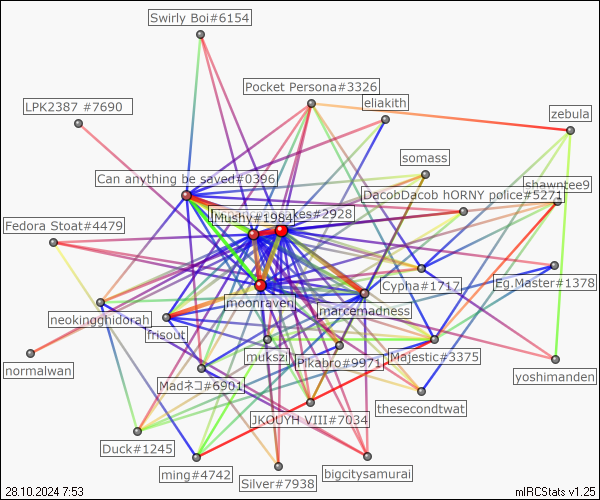 Swirly Boi#6154
Pocket Persona#3326
eliakith
LPK2387 #7690
zebula
somass
Can anything be saved#0396
shawntee9
DacobDacob hORNY police#5271
Mushy#1984
kes#2928
Fedora Stoat#4479
Cypha#1717
Eg.Master#1378
moonraven
marcemadness
neokingghidorah
frisout
mukszi
Pikabro#9971
Majestic#3375
normalwan
yoshimanden
Madネコ#6901
thesecondtwat
JKOUYH VIII#7034
Duck#1245
ming#4742
bigcitysamurai
Silver#7938
28.10.2024 7:53
mIRCStats v1.25